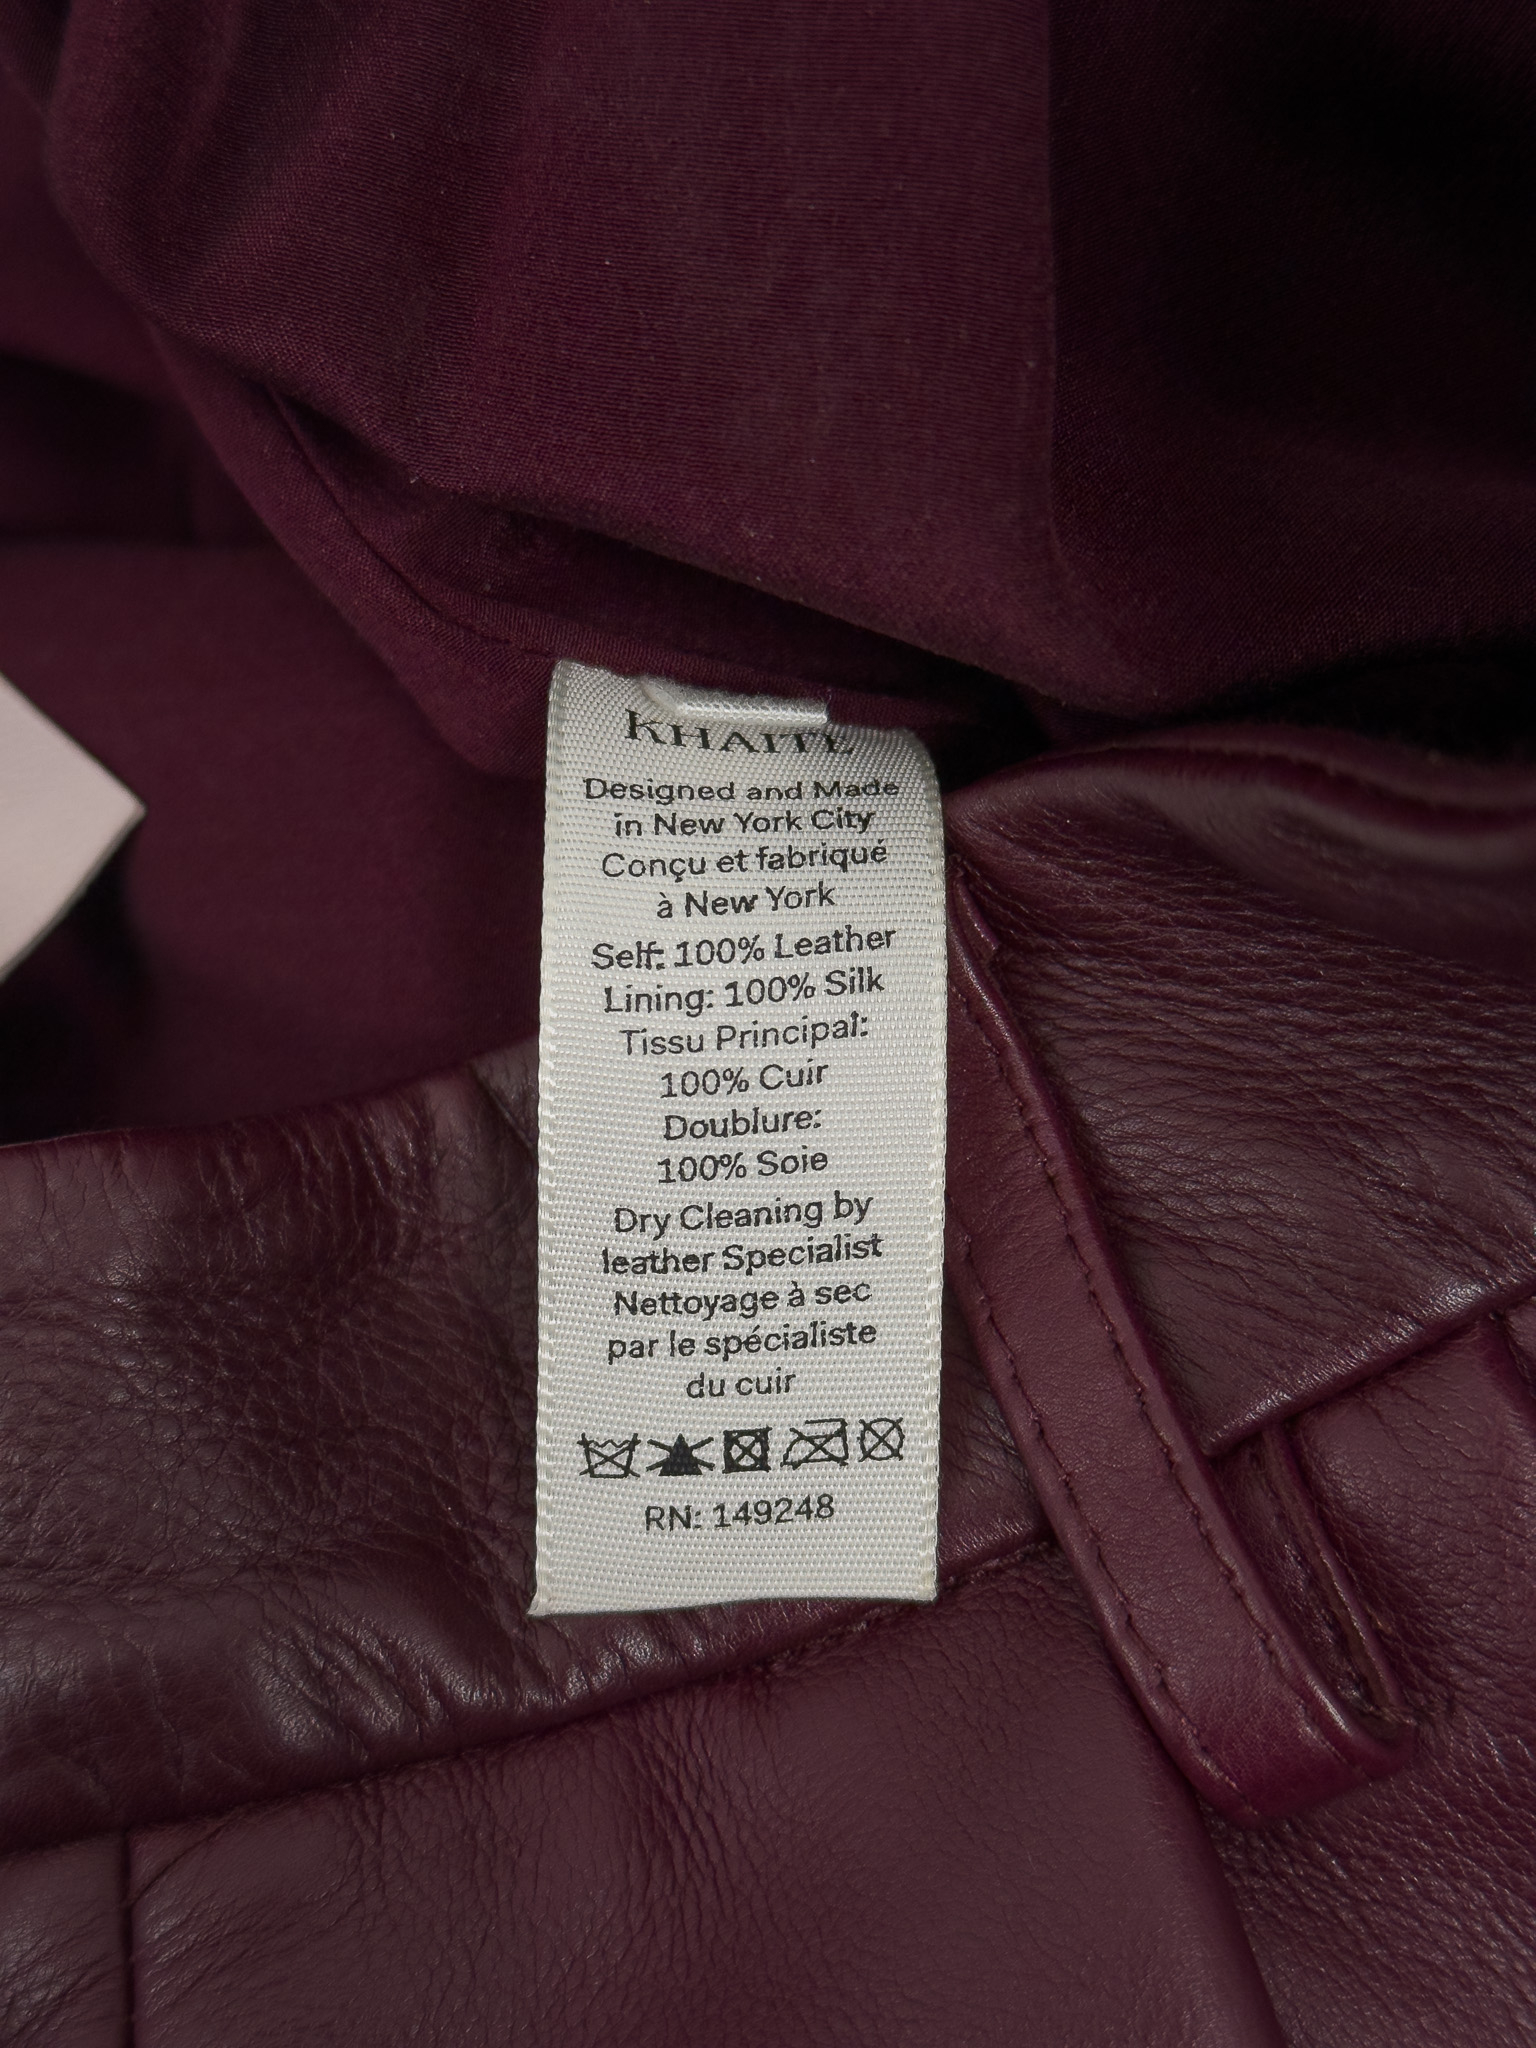 KHAITE
Designed and Made
in New York City
Conçu et fabriqué
à New York
Self: 100% Leather
Lining: 100% Silk
Tissu Principal:
100% Cuir
Doublure:
100% Soie
Dry Cleaning by
leather Specialist
Nettoyage à sec
par le spécialiste
du cuir
RN: 149248